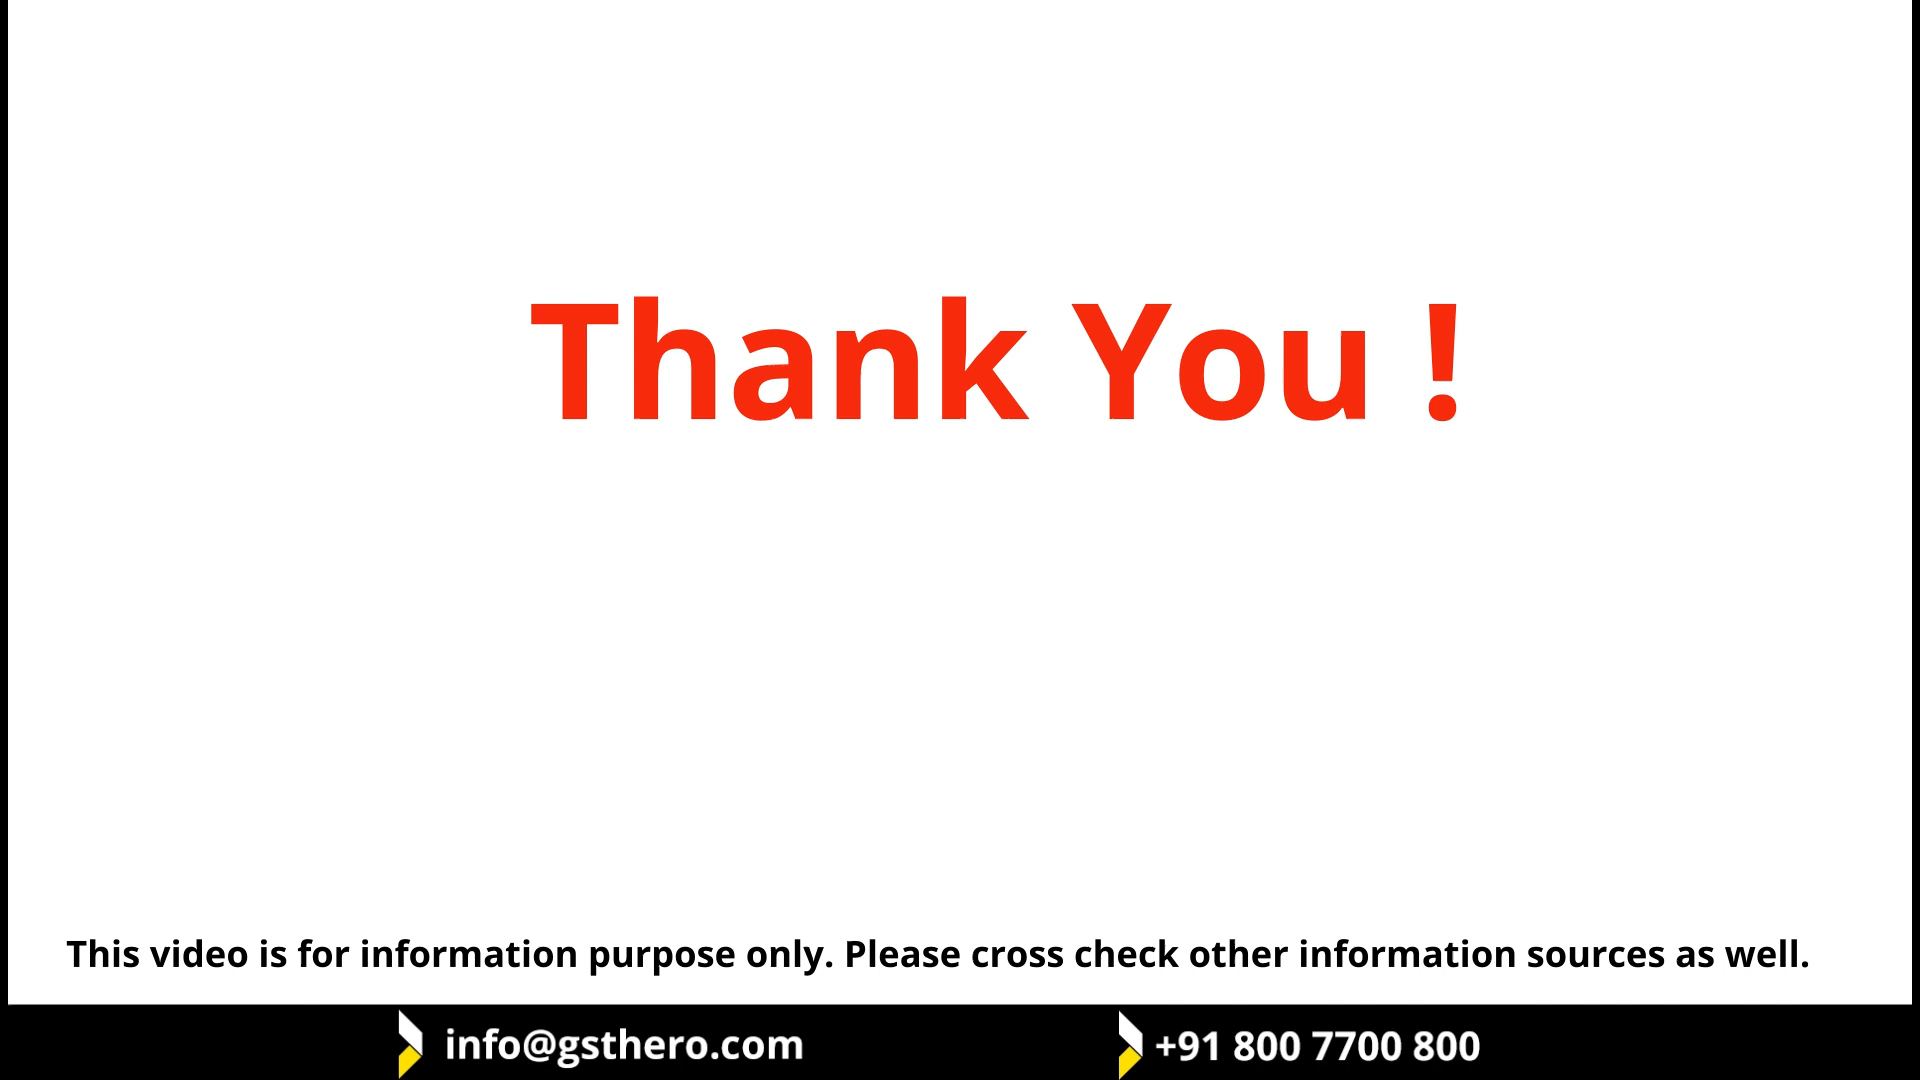 Thank You !
This video is for information purpose only. Please cross check other information sources as well.
info@gsthero.com
+91 800 7700 800